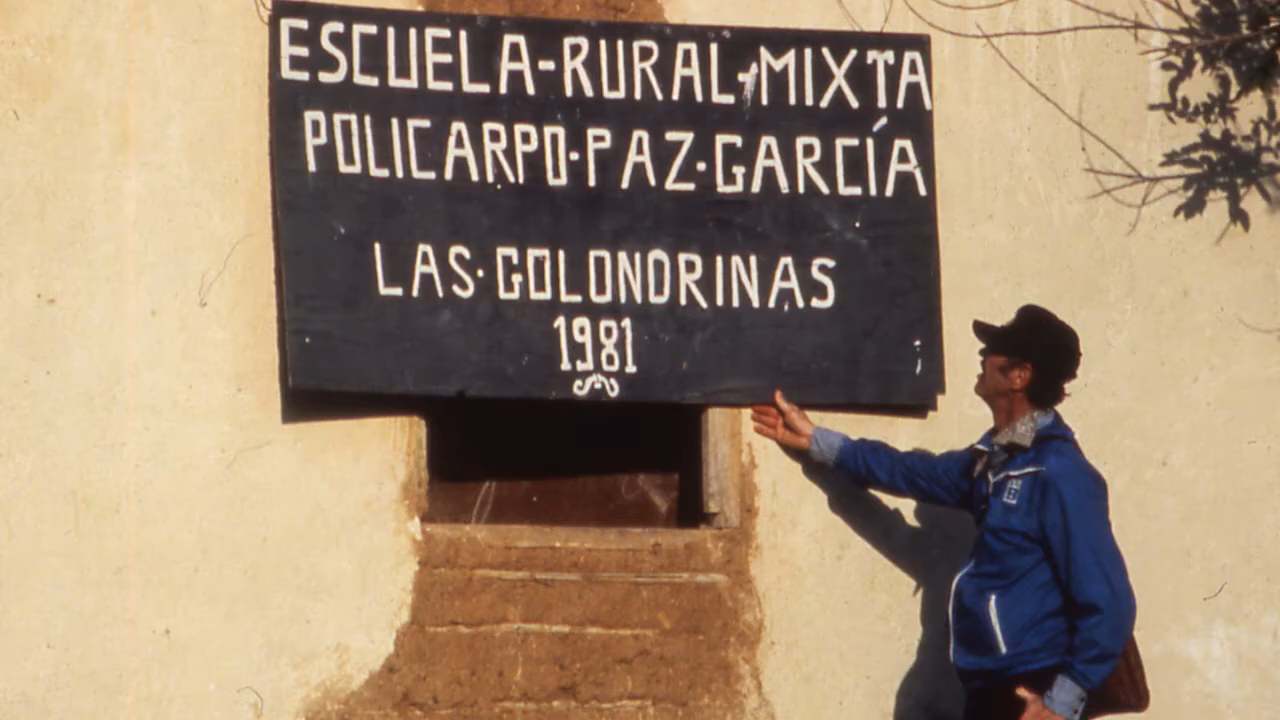 ESCUELA-RURAL-MIXTA
POLICARPO·PAZ·GARCÍA
LAS·GOLONDRINAS
1981